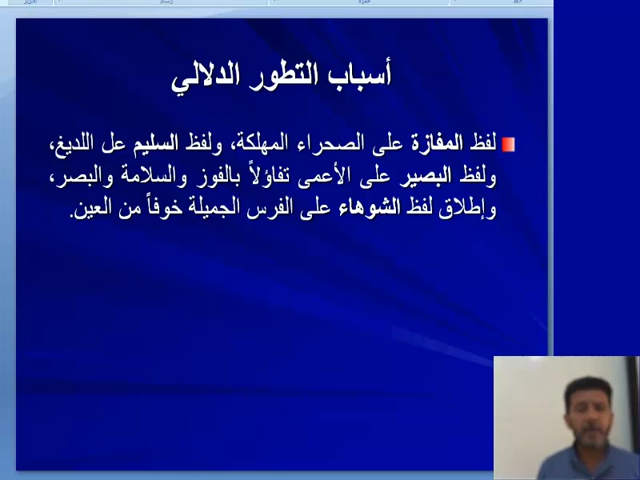 أسباب التطور الدلالي
لفظ المفازة على الصحراء المهلكة، ولفظ السليم عل اللديغ،
ولفظ البصير على الأعمى تفاؤلاً بالفوز والسلامة والبصر،
وإطلاق لفظ الشوهاء على الفرس الجميلة خوفاً من العين.